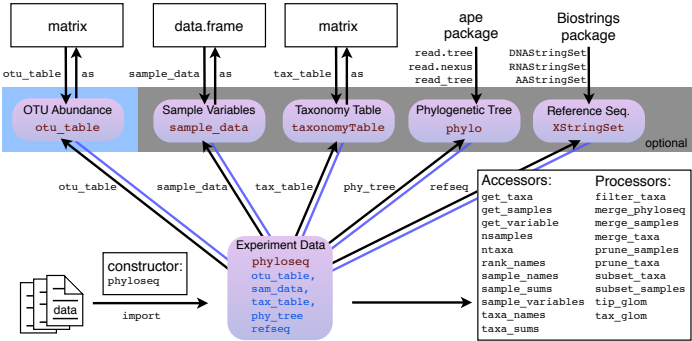 matrix
data.frame
matrix
ape
package
Biostrings
package
read.tree
read.nexus
read_tree
DNAStringSet
RNAStringSet
AAStringSet
otu_table
as
sample_data
as
tax_table
as
OTU Abundance
otu_table
Sample Variables
sample_data
Taxonomy Table
taxonomyTable
Phylogenetic Tree
phylo
Reference Seq.
XStringSet
optional
otu_table
sample_data
tax_table
phy_tree
refseq
Experiment Data
phyloseq
otu_table,
sam_data,
tax_table,
phy_tree
refseq
constructor:
phyloseq
data
import
Accessors:
get_taxa
get_samples
get_variable
nsamples
ntaxa
rank_names
sample_names
sample_sums
sample_variables
taxa_names
taxa_sums
Processors:
filter_taxa
merge_phyloseq
merge_samples
merge_taxa
prune_samples
prune_taxa
subset_taxa
subset_samples
tip_glom
tax_glom